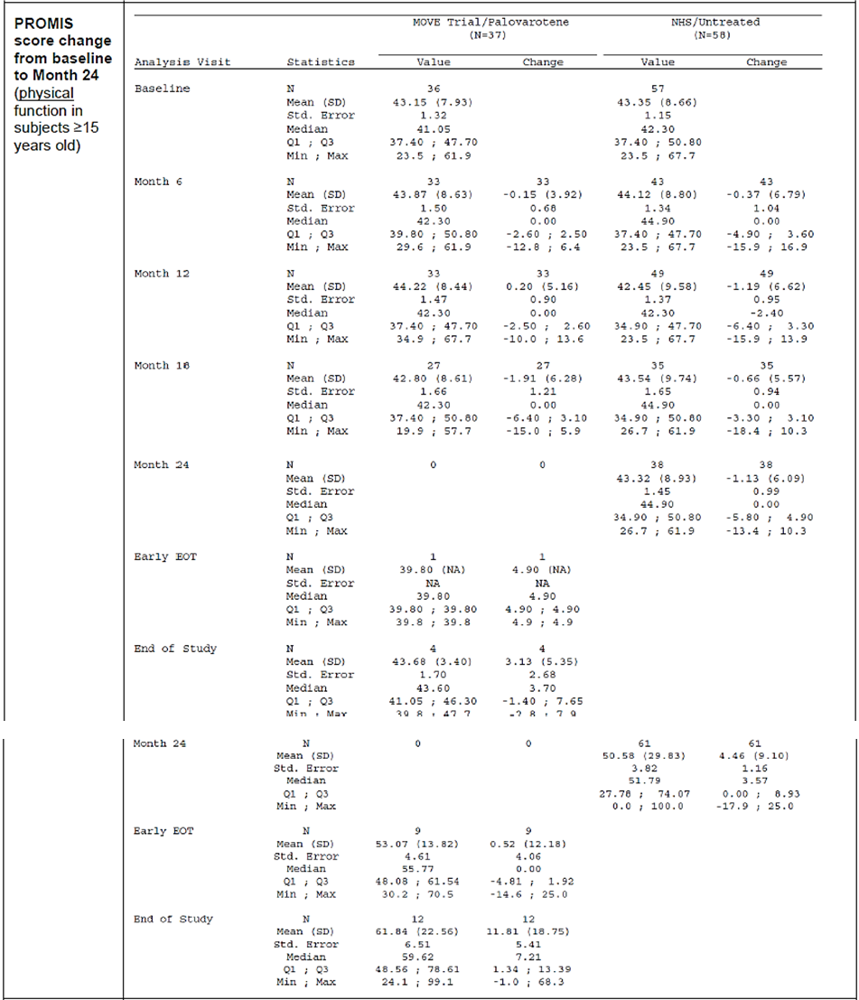 PROMIS
score change
from baseline
to Month 24
(physical
function in
subjects ≥15
years old)
MOVE Trial/Palovarotene NHS/Untreated
(N=37) (N=58)
Analysis Visit Statistics Value Change Value Change
Baseline N 36 57
Mean (SD) 43.15 (7.93) 43.35 (8.66)
Std. Error 1.32 1.15
Median 41.05 42.30
Q1 ; Q3 37.40 ; 47.70 37.40 ; 50.80
Min ; Max 23.5 ; 61.9 23.5 ; 67.7
Month 6 N 33 33 43 43
Mean (SD) 43.87 (8.63) -0.15 (3.92) 44.12 (8.80) -0.37 (6.79)
Std. Error 1.50 0.68 1.34 1.04
Median 42.30 0.00 44.90 0.00
Q1 ; Q3 39.80 ; 50.80 -2.60 ; 2.50 37.40 ; 47.70 -4.90 ; 3.60
Min ; Max 29.6 ; 61.9 -12.8 ; 6.4 23.5 ; 67.7 -15.9 ; 16.9
Month 12 N 33 33 49 49
Mean (SD) 44.22 (8.44) 0.20 (5.16) 42.45 (9.58) -1.19 (6.62)
Std. Error 1.47 0.90 1.37 0.95
Median 42.30 0.00 42.30 -2.40
Q1 ; Q3 37.40 ; 47.70 -2.50 ; 2.60 34.90 ; 47.70 -6.40 ; 3.30
Min ; Max 34.9 ; 67.7 -10.0 ; 13.6 23.5 ; 67.7 -15.9 ; 13.9
Month 18 N 27 27 35 35
Mean (SD) 42.80 (8.61) -1.91 (6.28) 43.54 (9.74) -0.66 (5.57)
Std. Error 1.66 1.21 1.65 0.94
Median 42.30 0.00 44.90 0.00
Q1 ; Q3 37.40 ; 50.80 -6.40 ; 3.10 34.90 ; 50.80 -3.30 ; 3.10
Min ; Max 19.9 ; 57.7 -15.0 ; 5.9 26.7 ; 61.9 -18.4 ; 10.3
Month 24 N 0 0 38 38
Mean (SD) 43.32 (8.93) -1.13 (6.09)
Std. Error 1.45 0.99
Median 44.90 0.00
Q1 ; Q3 34.90 ; 50.80 -5.80 ; 4.90
Min ; Max 26.7 ; 61.9 -13.4 ; 10.3
Early EOT N 1 1
Mean (SD) 39.80 (NA) 4.90 (NA)
Std. Error NA NA
Median 39.80 4.90
Q1 ; Q3 39.80 ; 39.80 4.90 ; 4.90
Min ; Max 39.8 ; 39.8 4.9 ; 4.9
End of Study N 4 4
Mean (SD) 43.68 (3.40) 3.13 (5.35)
Std. Error 1.70 2.68
Median 43.60 3.70
Q1 ; Q3 41.05 ; 46.30 -1.40 ; 7.65
Min ; Max 39.8 ; 47.7 -2.8 ; 7.9
Month 24 N 0 0 61 61
Mean (SD) 50.58 (29.83) 4.46 (9.10)
Std. Error 3.82 1.16
Median 51.79 3.57
Q1 ; Q3 27.78 ; 74.07 0.00 ; 8.93
Min ; Max 0.0 ; 100.0 -17.9 ; 25.0
Early EOT N 9 9
Mean (SD) 53.07 (13.82) 0.52 (12.18)
Std. Error 4.61 4.06
Median 55.77 0.00
Q1 ; Q3 48.08 ; 61.54 -4.81 ; 1.92
Min ; Max 30.2 ; 70.5 -14.6 ; 25.0
End of Study N 12 12
Mean (SD) 61.84 (22.56) 11.81 (18.75)
Std. Error 6.51 5.41
Median 59.62 7.21
Q1 ; Q3 48.56 ; 78.61 1.34 ; 13.39
Min ; Max 24.1 ; 99.1 -1.0 ; 68.3